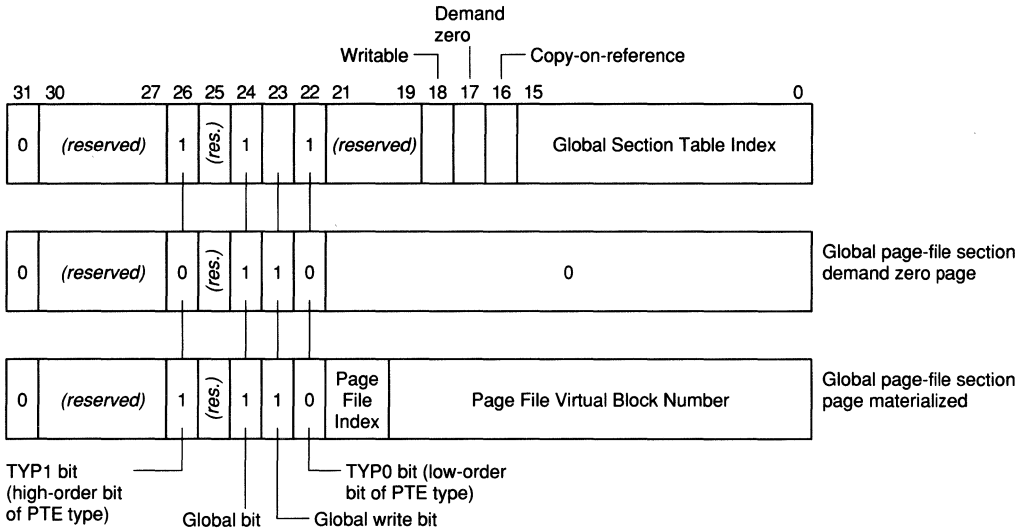 Demand
zero
Writable
Copy-on-reference
31 30 27 26 25 24 23 22 21 19 18 17 16 15 0
0 (reserved) 1 (res.) 1 1 (reserved) Global Section Table Index
0 (reserved) 0 (res.) 1 1 0 0
Global page-file section
demand zero page
0 (reserved) 1 (res.) 1 1 0
Page
File
Index
Page File Virtual Block Number
Global page-file section
page materialized
TYP1 bit
(high-order bit
of PTE type)
Global bit
Global write bit
TYP0 bit (low-order
bit of PTE type)